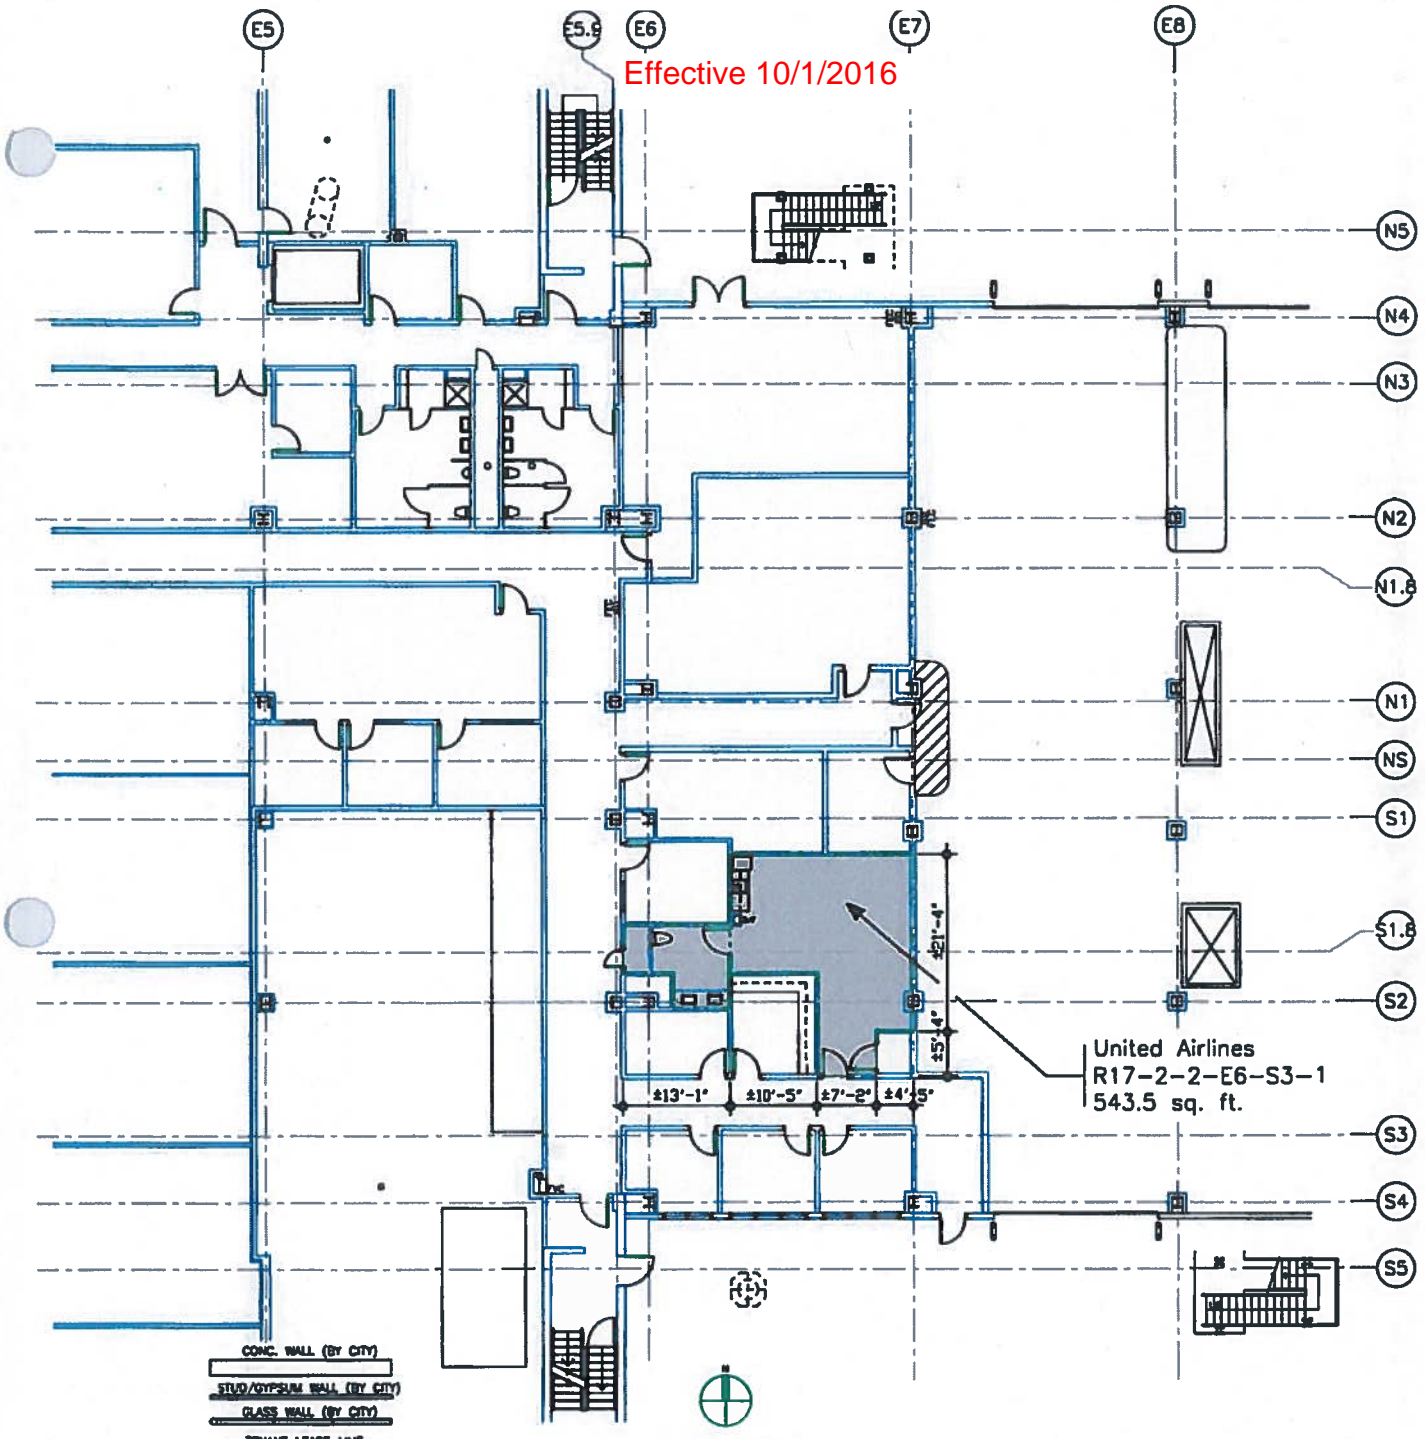 E5
E5.9
E6
E7
E8
Effective 10/1/2016
N5
N4
N3
N2
N1.8
N1
NS
S1
S1.8
±21'-4"
S2
±5'-4"
United Airlines
R17-2-2-E6-S3-1
543.5 sq. ft.
±13'-1"
±10'-5"
±7'-2"
±4'-5"
S3
S4
S5
CONC. WALL (BY CITY)
STUD/GYPSUM WALL (BY CITY)
GLASS WALL (BY CITY)
N